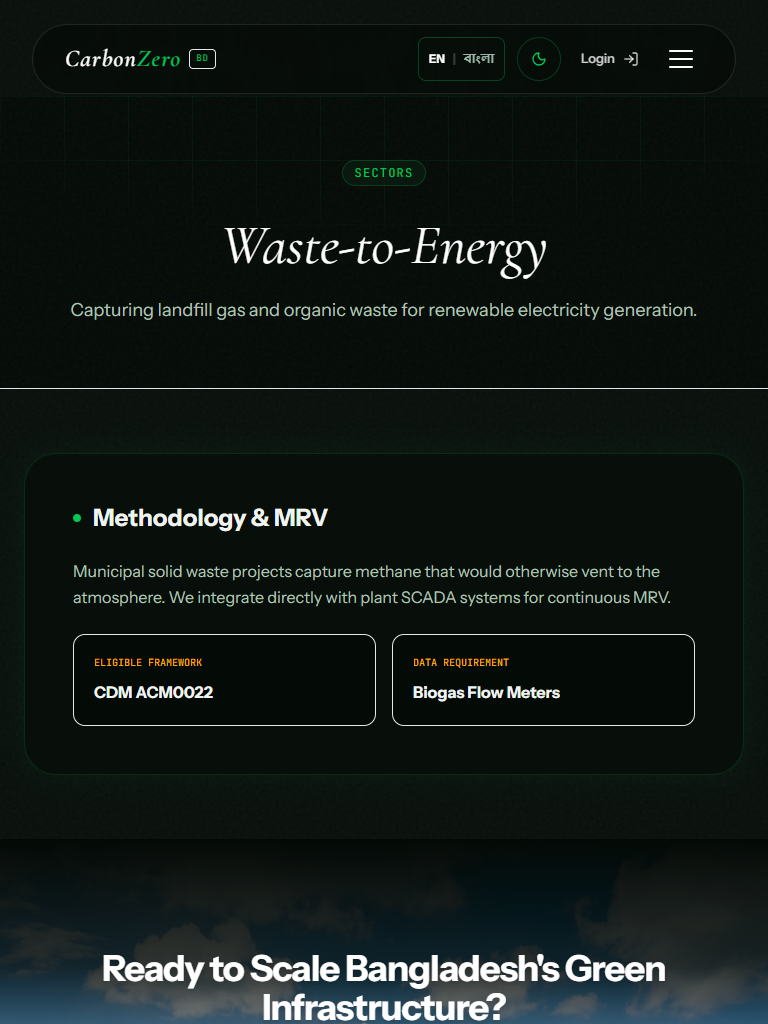 CarbonZero BD
EN | বাংলা
Login
SECTORS
Waste-to-Energy
Capturing landfill gas and organic waste for renewable electricity generation.
Methodology & MRV
Municipal solid waste projects capture methane that would otherwise vent to the
atmosphere. We integrate directly with plant SCADA systems for continuous MRV.
ELIGIBLE FRAMEWORK
CDM ACM0022
DATA REQUIREMENT
Biogas Flow Meters
Ready to Scale Bangladesh's Green
Infrastructure?